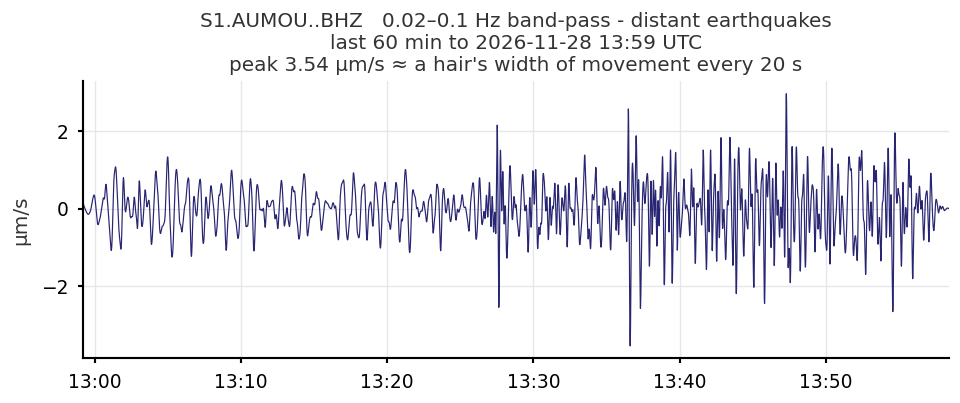 S1.AUMOU..BHZ   0.02–0.1 Hz band-pass - distant earthquakes
last 60 min to 2026-11-28 13:59 UTC
peak 3.54 µm/s ≈ a hair's width of movement every 20 s
µm/s
2
0
−2
13:00
13:10
13:20
13:30
13:40
13:50